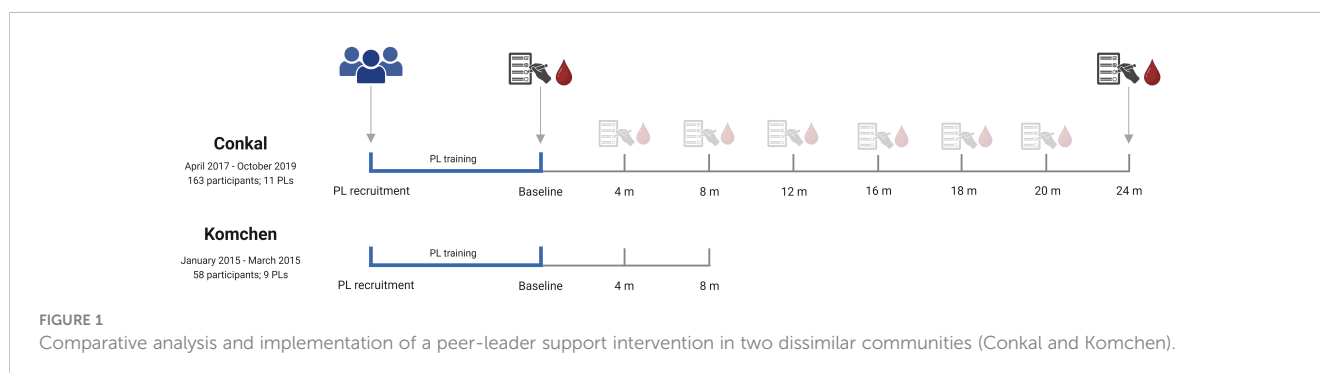 Conkal
April 2017 - October 2019
163 participants; 11 PLs
PL training
PL recruitment
Baseline
4 m
8 m
12 m
16 m
18 m
20 m
24 m
Komchen
January 2015 - March 2015
58 participants; 9 PLs
PL training
PL recruitment
Baseline
4 m
8 m
FIGURE 1
Comparative analysis and implementation of a peer-leader support intervention in two dissimilar communities (Conkal and Komchen).